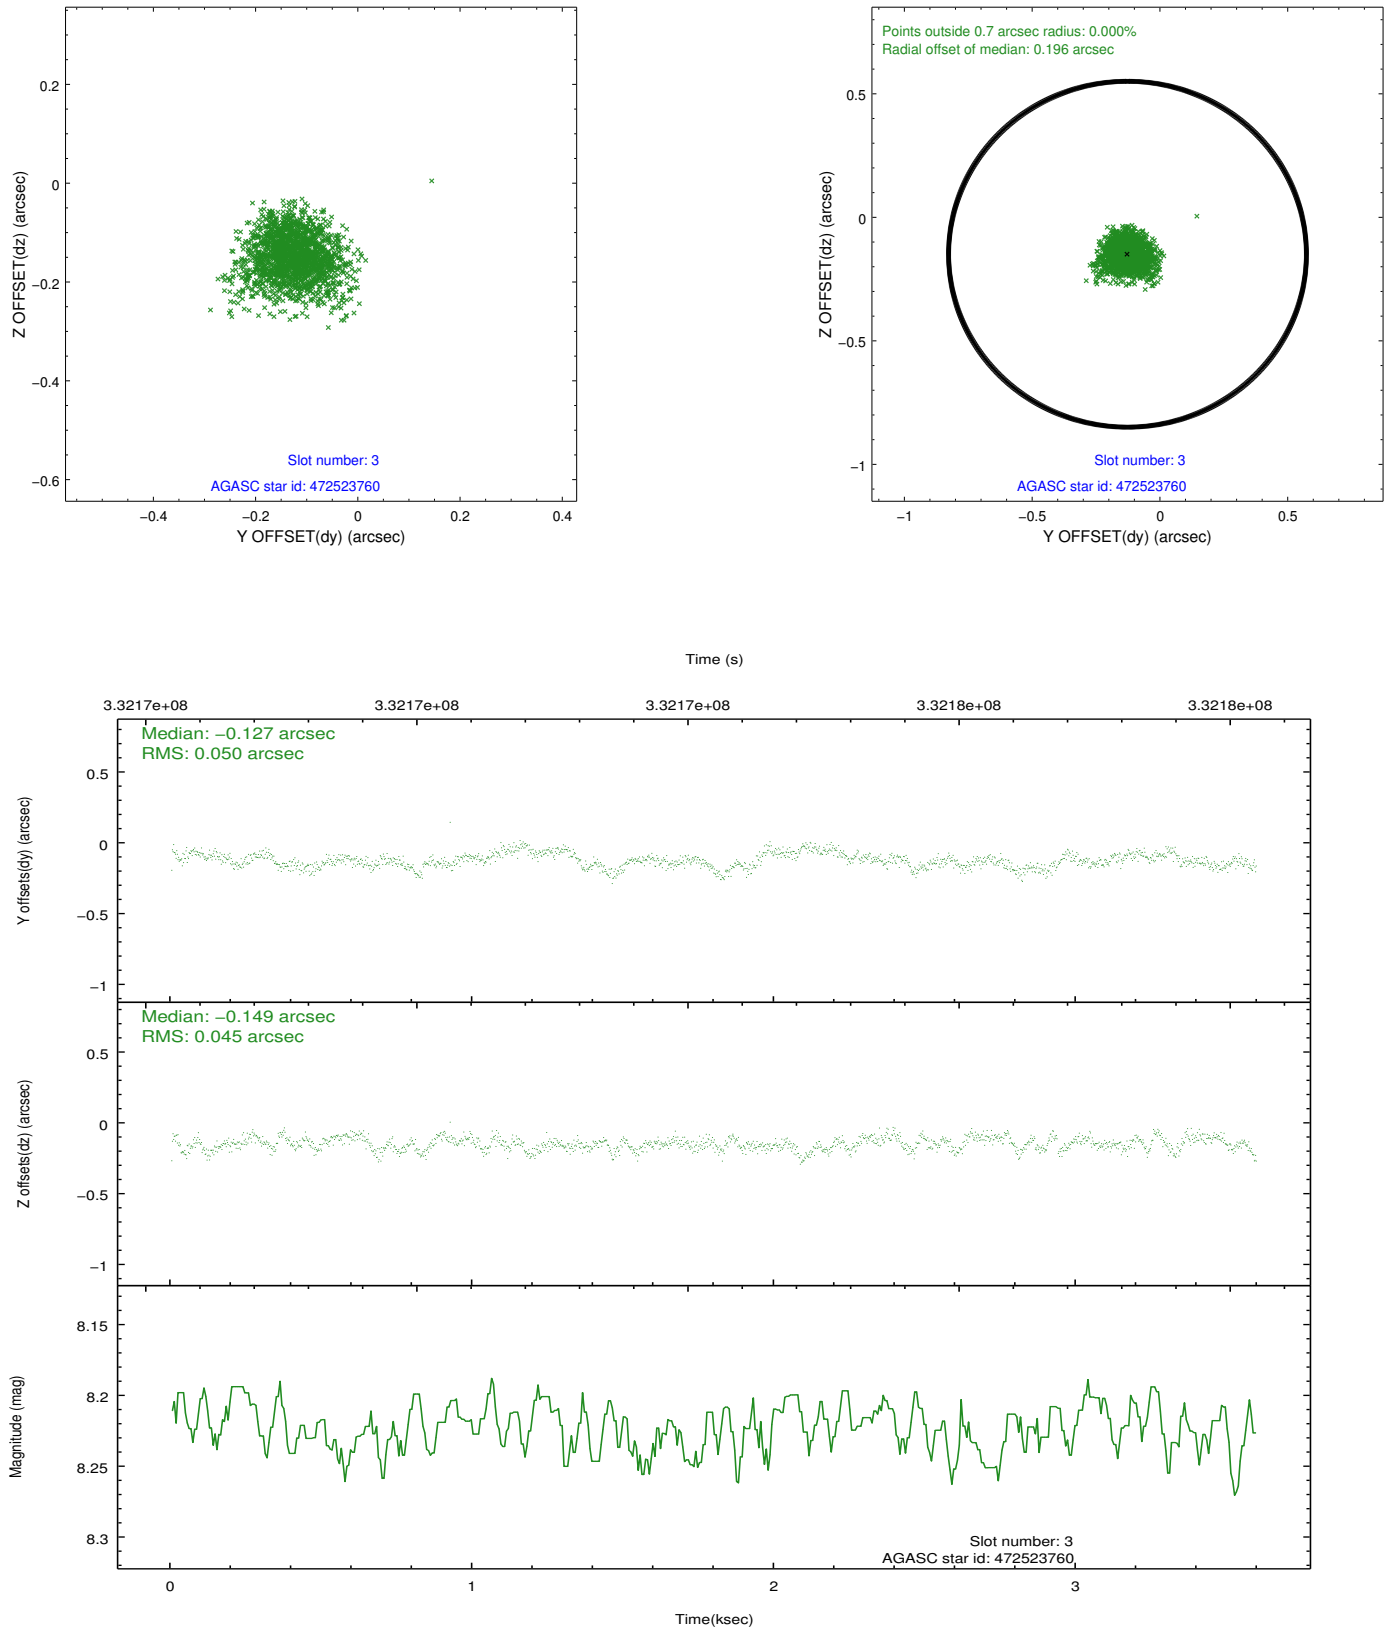 0.2
0
−0.2
−0.4
−0.6
Z OFFSET(dz) (arcsec)
Slot number: 3
AGASC star id: 472523760
−0.4 −0.2 0 0.2 0.4
Y OFFSET(dy) (arcsec)
Points outside 0.7 arcsec radius: 0.000%
Radial offset of median: 0.196 arcsec
0.5
0
−0.5
−1
Z OFFSET(dz) (arcsec)
Slot number: 3
AGASC star id: 472523760
−1 −0.5 0 0.5
Y OFFSET(dy) (arcsec)
Time (s)
3.3217e+08 3.3217e+08 3.3217e+08 3.3218e+08 3.3218e+08
Median: −0.127 arcsec
RMS: 0.050 arcsec
0.5
0
−0.5
−1
Y offsets(dy) (arcsec)
Median: −0.149 arcsec
RMS: 0.045 arcsec
0.5
0
−0.5
−1
Z offsets(dz) (arcsec)
8.15
8.2
8.25
8.3
Magnitude (mag)
Slot number: 3
AGASC star id: 472523760
0 1 2 3
Time(ksec)